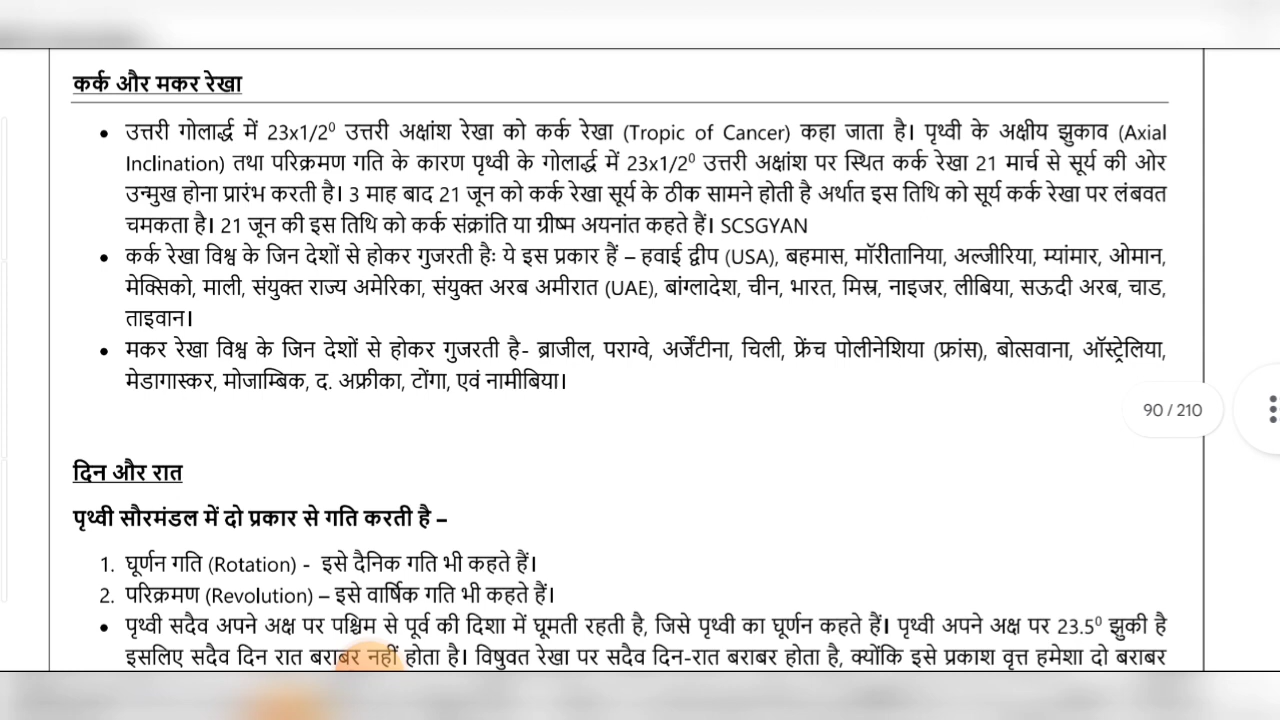 कर्क और मकर रेखा
• उत्तरी गोलार्द्ध में 23x1/2⁰ उत्तरी अक्षांश रेखा को कर्क रेखा (Tropic of Cancer) कहा जाता है। पृथ्वी के अक्षीय झुकाव (Axial
Inclination) तथा परिक्रमण गति के कारण पृथ्वी के गोलार्द्ध में 23x1/2⁰ उत्तरी अक्षांश पर स्थित कर्क रेखा 21 मार्च से सूर्य की ओर
उन्मुख होना प्रारंभ करती है। 3 माह बाद 21 जून को कर्क रेखा सूर्य के ठीक सामने होती है अर्थात इस तिथि को सूर्य कर्क रेखा पर लंबवत
चमकता है। 21 जून की इस तिथि को कर्क संक्रांति या ग्रीष्म अयनांत कहते हैं। SCSGYAN
• कर्क रेखा विश्व के जिन देशों से होकर गुजरती हैः ये इस प्रकार हैं – हवाई द्वीप (USA), बहमास, मॉरीतानिया, अल्जीरिया, म्यांमार, ओमान,
मेक्सिको, माली, संयुक्त राज्य अमेरिका, संयुक्त अरब अमीरात (UAE), बांग्लादेश, चीन, भारत, मिस्र, नाइजर, लीबिया, सऊदी अरब, चाड,
ताइवान।
• मकर रेखा विश्व के जिन देशों से होकर गुजरती है- ब्राजील, पराग्वे, अर्जेंटीना, चिली, फ्रेंच पोलीनेशिया (फ्रांस), बोत्सवाना, ऑस्ट्रेलिया,
मेडागास्कर, मोजाम्बिक, द. अफ्रीका, टोंगा, एवं नामीबिया।
90 / 210
दिन और रात
पृथ्वी सौरमंडल में दो प्रकार से गति करती है –
1. घूर्णन गति (Rotation) - इसे दैनिक गति भी कहते हैं।
2. परिक्रमण (Revolution) – इसे वार्षिक गति भी कहते हैं।
• पृथ्वी सदैव अपने अक्ष पर पश्चिम से पूर्व की दिशा में घूमती रहती है, जिसे पृथ्वी का घूर्णन कहते हैं। पृथ्वी अपने अक्ष पर 23.5⁰ झुकी है
इसलिए सदैव दिन रात बराबर नहीं होता है। विषुवत रेखा पर सदैव दिन-रात बराबर होता है, क्योंकि इसे प्रकाश वृत्त हमेशा दो बराबर